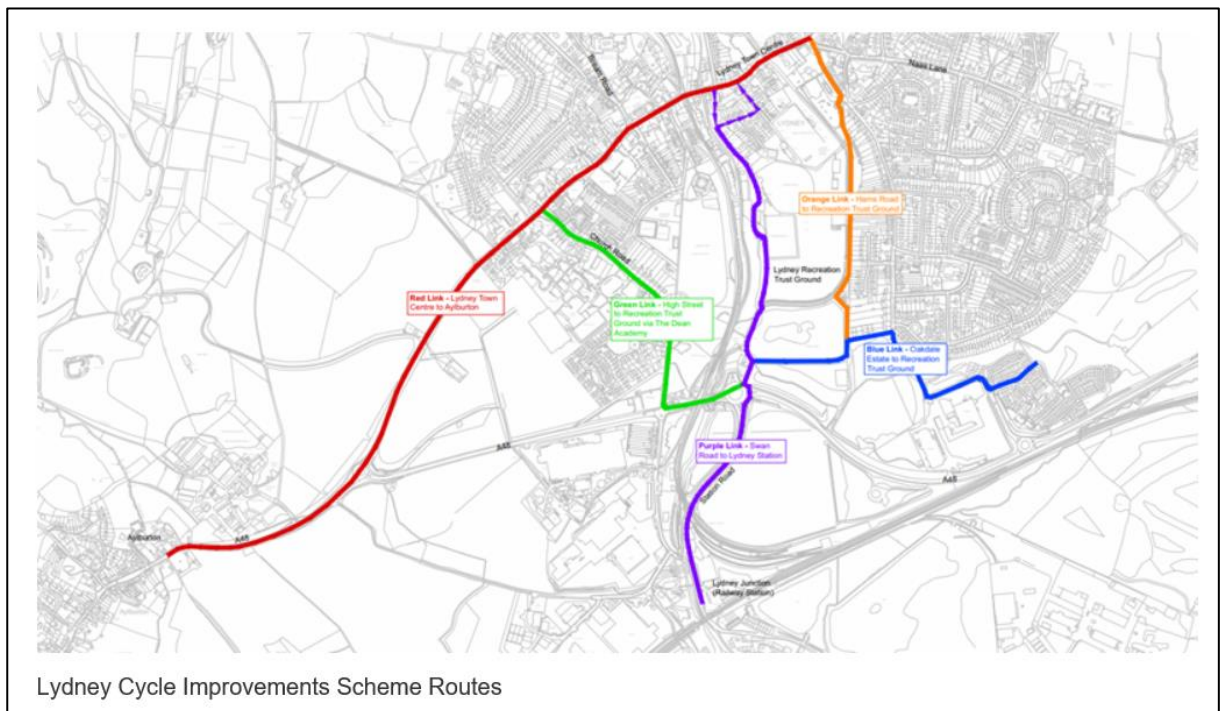 Lydney Town Centre
Naas Lane
Orange Link - Hams Road
to Recreation Trust Ground
Church Road
Lydney Recreation
Trust Ground
Red Link - Lydney Town
Centre to Aylburton
Green Link - High Street
to Recreation Trust
Ground via The Dean
Academy
Blue Link - Oakdale
Estate to Recreation
Trust Ground
A48
Purple Link - Swan
Road to Lydney Station
Station Road
A48
Aylburton
A48
Lydney Junction
(Railway Station)
Lydney Cycle Improvements Scheme Routes